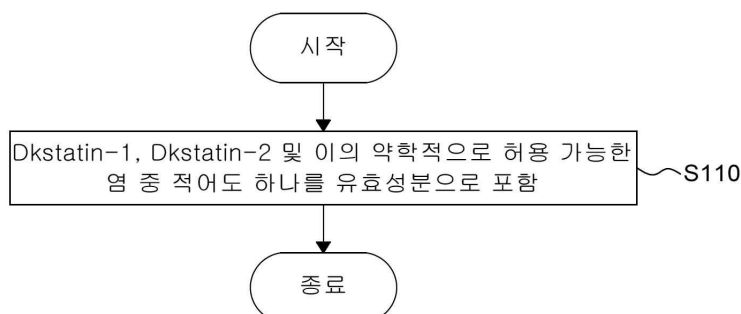 시작
Dkstatin-1, Dkstatin-2 및 이의 약학적으로 허용 가능한
염 중 적어도 하나를 유효성분으로 포함
S110
종료